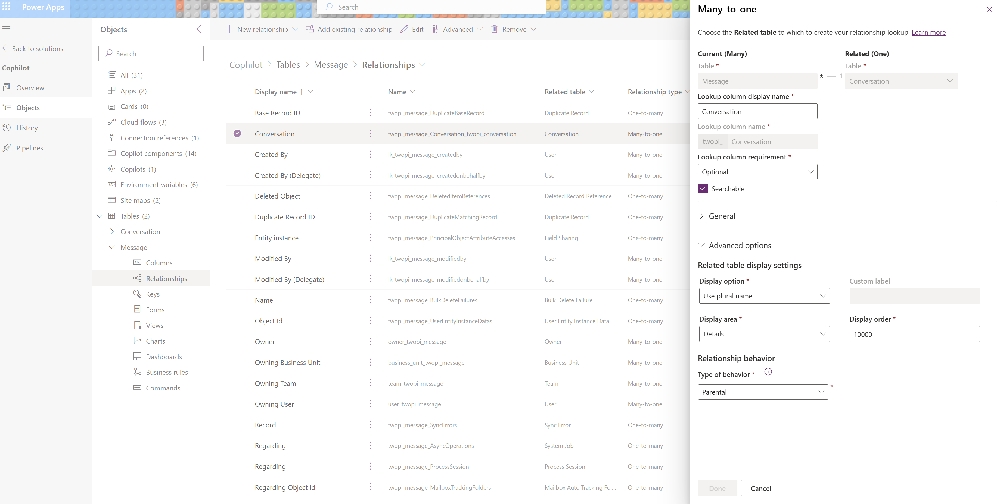 Power Apps
Search
Back to solutions
Cophilot
Overview
Objects
History
Pipelines
Objects
Search
All (31)
Apps (2)
Cards (0)
Cloud flows (3)
Connection references (1)
Copilot components (14)
Copilots (1)
Environment variables (6)
Site maps (2)
Tables (2)
Conversation
Message
Abc Columns
Relationships
Keys
Forms
Views
Charts
Dashboards
Business rules
Commands
New relationship Add existing relationship Edit Advanced Remove
Cophilot > Tables > Message > Relationships
Display name ↑ Name Related table Relationship type
Base Record ID twopi_message_DuplicateBaseRecord Duplicate Record One-to-many
Conversation twopi_message_Conversation_twopi_conversation Conversation Many-to-one
Created By lk_twopi_message_createdby User Many-to-one
Created By (Delegate) lk_twopi_message_createdonbehalfby User Many-to-one
Deleted Object twopi_message_DeletedItemReferences Deleted Record Reference One-to-many
Duplicate Record ID twopi_message_DuplicateMatchingRecord Duplicate Record One-to-many
Entity instance twopi_message_PrincipalObjectAttributeAccesses Field Sharing One-to-many
Modified By lk_twopi_message_modifiedby User Many-to-one
Modified By (Delegate) lk_twopi_message_modifiedonbehalfby User Many-to-one
Name twopi_message_BulkDeleteFailures Bulk Delete Failure One-to-many
Object Id twopi_message_UserEntityInstanceDatas User Entity Instance Data One-to-many
Owner owner_twopi_message Owner Many-to-one
Owning Business Unit business_unit_twopi_message Business Unit Many-to-one
Owning Team team_twopi_message Team Many-to-one
Owning User user_twopi_message User Many-to-one
Record twopi_message_SyncErrors Sync Error One-to-many
Regarding twopi_message_AsyncOperations System Job One-to-many
Regarding twopi_message_ProcessSession Process Session One-to-many
Regarding Object Id twopi_message_MailboxTrackingFolders Mailbox Auto Tracking Fol... One-to-many
Many-to-one
Choose the Related table to which to create your relationship lookup. Learn more
Current (Many) Related (One)
Table * Table *
Message * — 1 Conversation
Lookup column display name *
Conversation
Lookup column name *
twopi_ Conversation
Lookup column requirement *
Optional
Searchable
General
Advanced options
Related table display settings
Display option * Custom label
Use plural name
Display area * Display order *
Details 10000
Relationship behavior
Type of behavior *
Parental *
Done Cancel